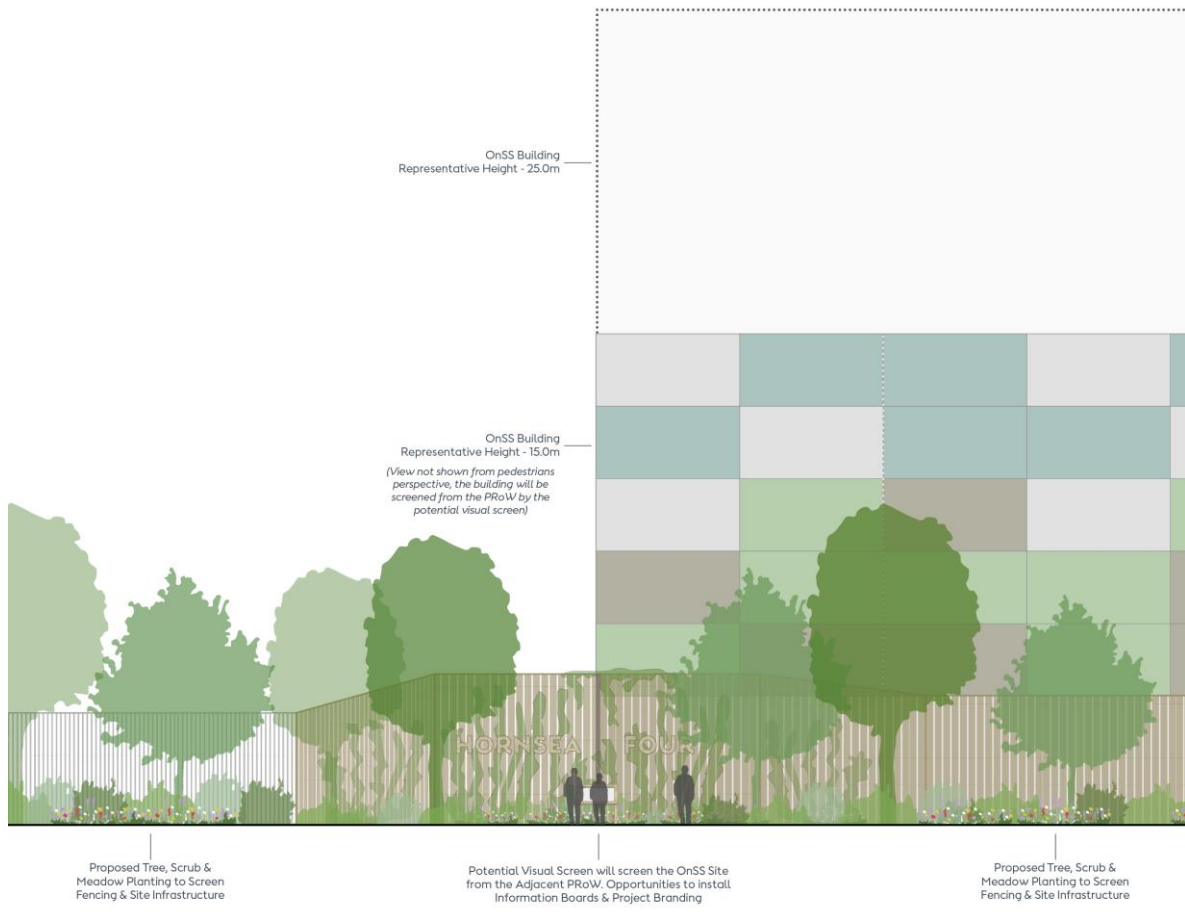 OnSS Building
Representative Height - 25.0m
OnSS Building
Representative Height - 15.0m
(View not shown from pedestrians
perspective, the building will be
screened from the PRoW by the
potential visual screen)
HORNSEA FOUR
Proposed Tree, Scrub &
Meadow Planting to Screen
Fencing & Site Infrastructure
Potential Visual Screen will screen the OnSS Site
from the Adjacent PRoW. Opportunities to install
Information Boards & Project Branding
Proposed Tree, Scrub &
Meadow Planting to Screen
Fencing & Site Infrastructure